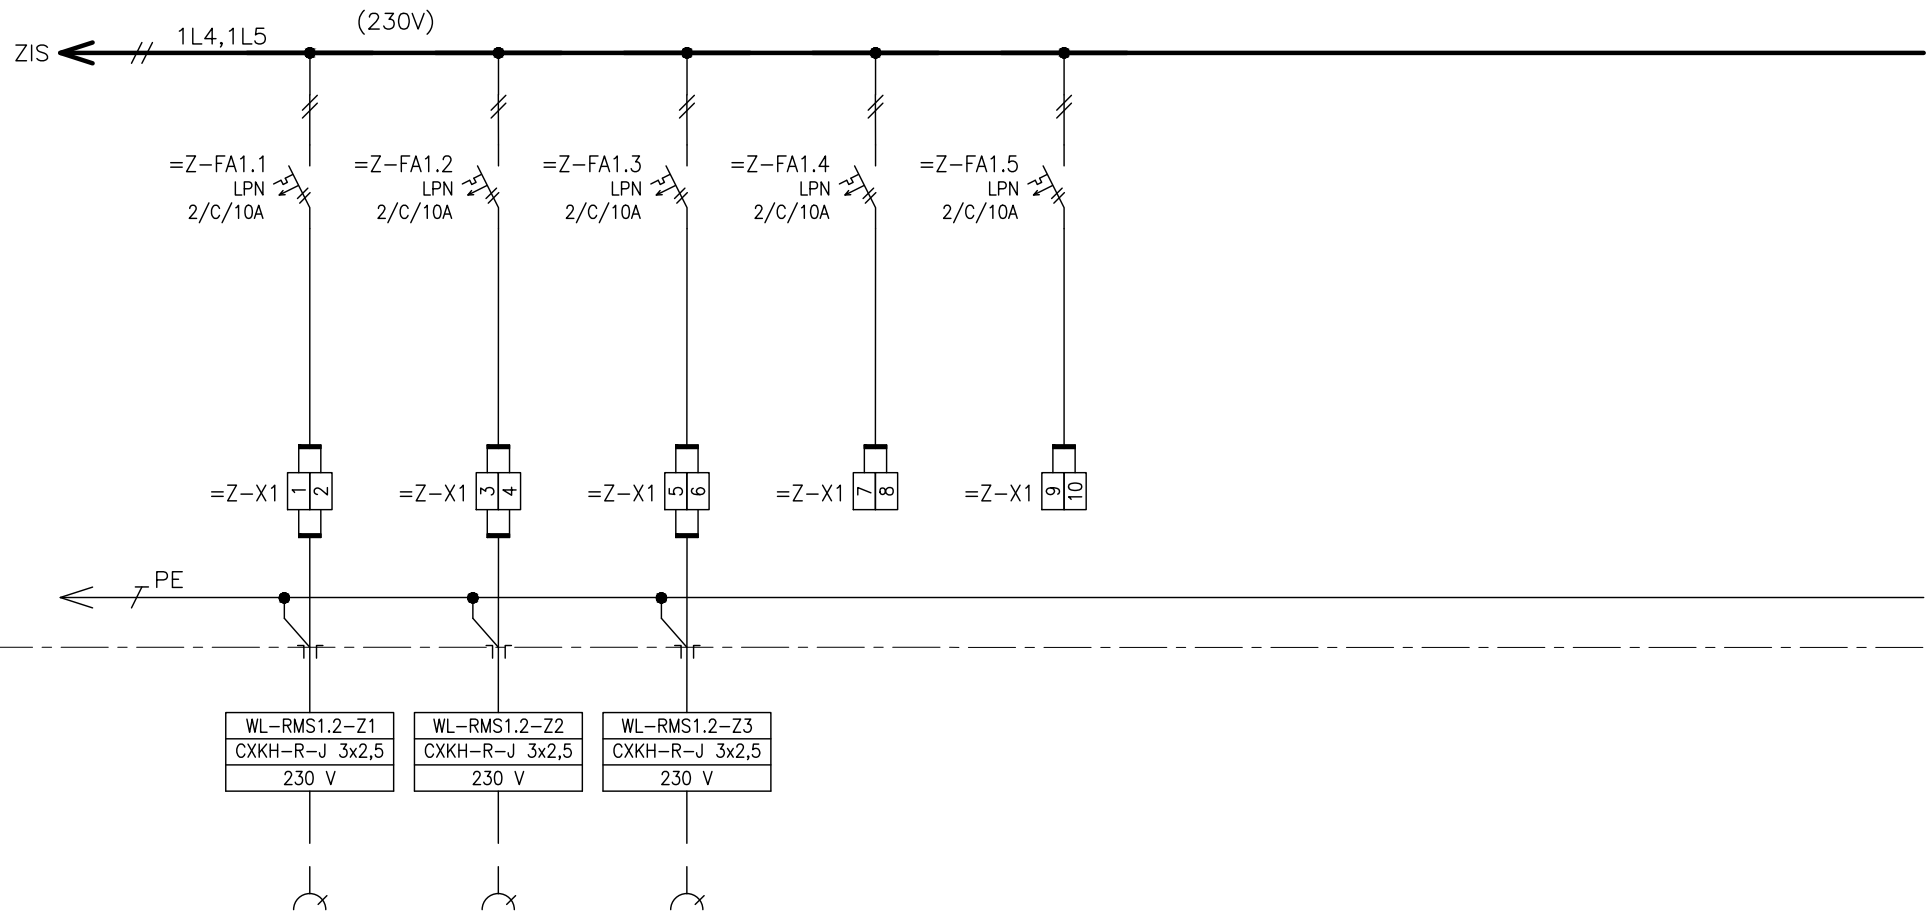 (230V)
1L4,1L5
ZIS
=Z-FA1.1
LPN
2/C/10A
=Z-FA1.2
LPN
2/C/10A
=Z-FA1.3
LPN
2/C/10A
=Z-FA1.4
LPN
2/C/10A
=Z-FA1.5
LPN
2/C/10A
=Z-X1 1 2
=Z-X1 3 4
=Z-X1 5 6
=Z-X1 7 8
=Z-X1 9 10
PE
WL-RMS1.2-Z1
CXKH-R-J 3x2,5
230 V
WL-RMS1.2-Z2
CXKH-R-J 3x2,5
230 V
WL-RMS1.2-Z3
CXKH-R-J 3x2,5
230 V